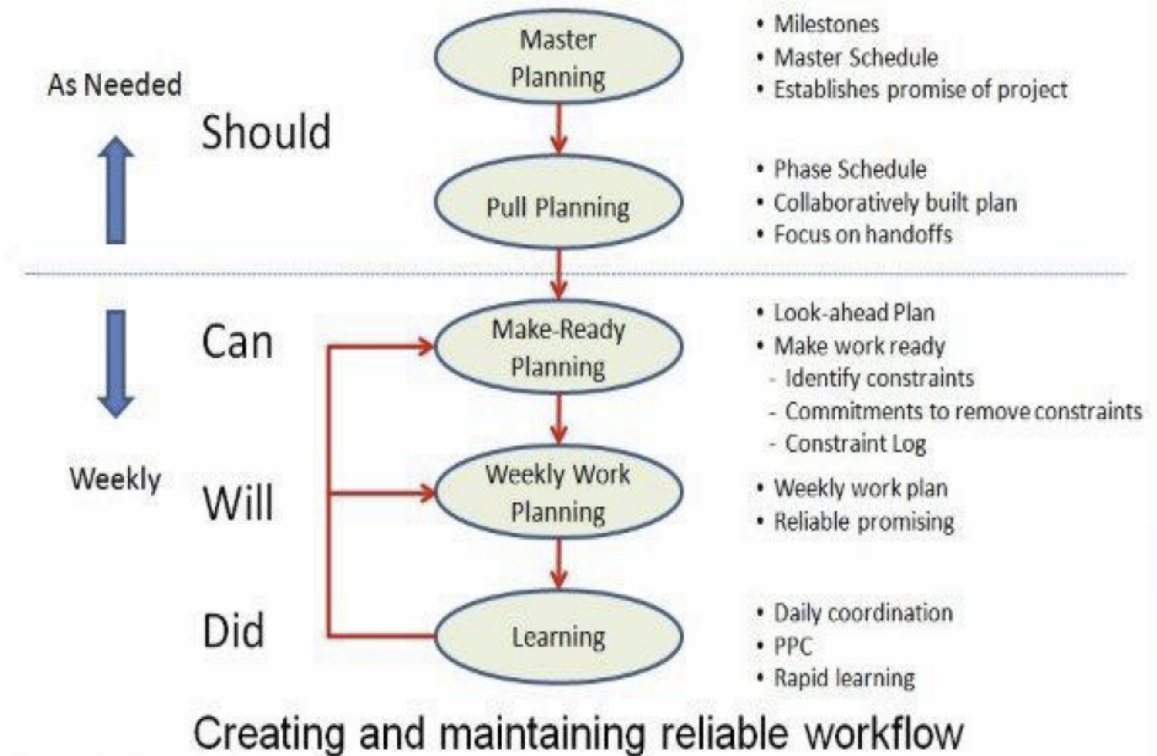 Master
Planning
• Milestones
• Master Schedule
• Establishes promise of project
As Needed
Should
Pull Planning
• Phase Schedule
• Collaboratively built plan
• Focus on handoffs
Can
Make-Ready
Planning
• Look-ahead Plan
• Make work ready
- Identify constraints
- Commitments to remove constraints
- Constraint Log
Weekly
Will
Weekly Work
Planning
• Weekly work plan
• Reliable promising
Did
Learning
• Daily coordination
• PPC
• Rapid learning
Creating and maintaining reliable workflow